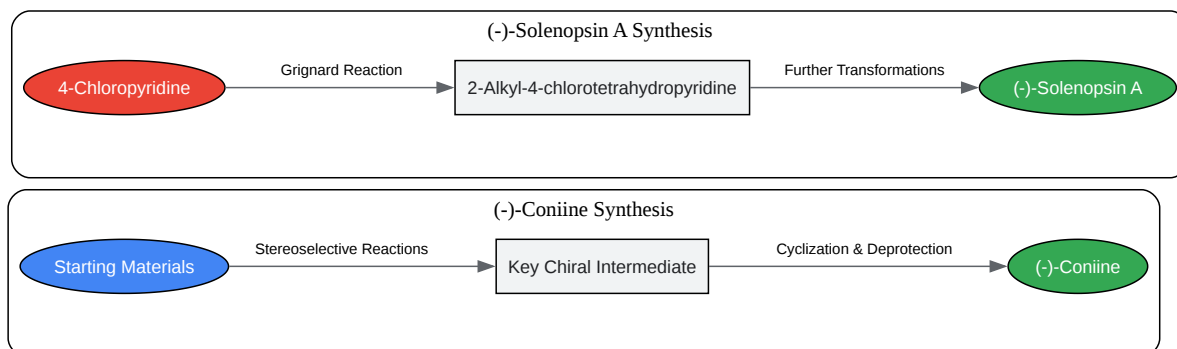 (-)-Solenopsin A Synthesis
4-Chloropyridine
Grignard Reaction
2-Alkyl-4-chlorotetrahydropyridine
Further Transformations
(-)-Solenopsin A
(-)-Coniine Synthesis
Starting Materials
Stereoselective Reactions
Key Chiral Intermediate
Cyclization & Deprotection
(-)-Coniine